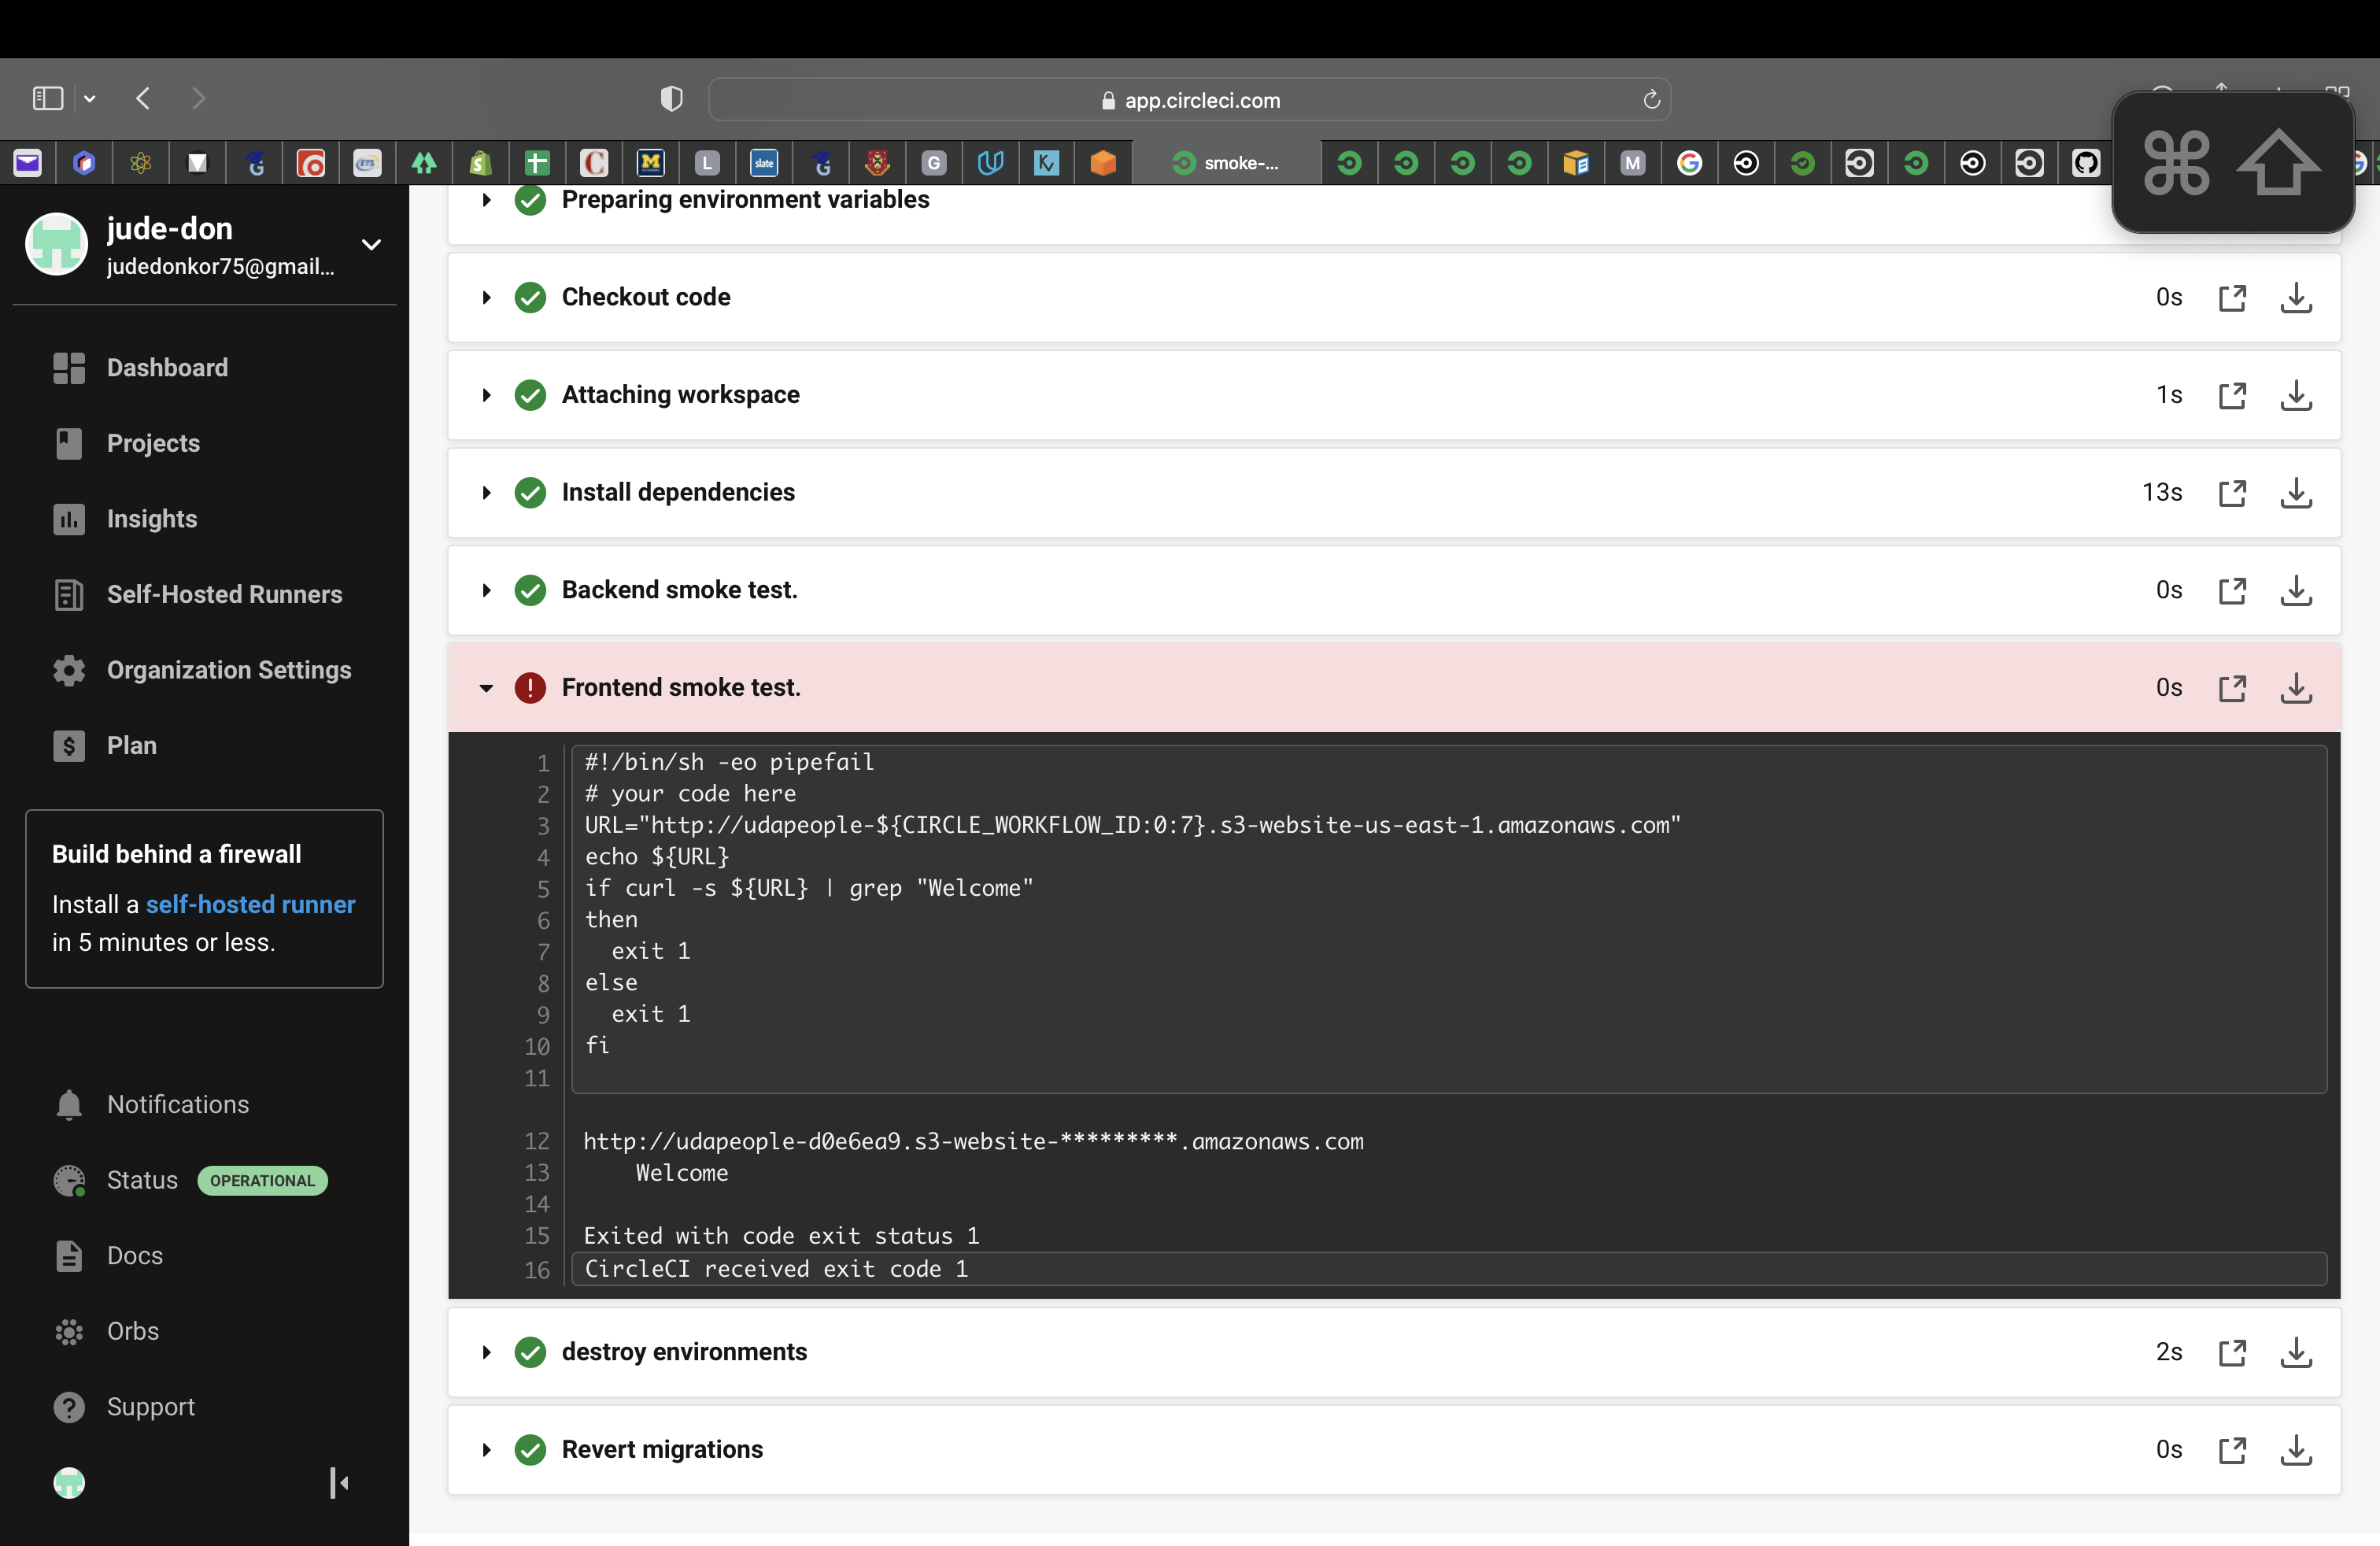 app.circleci.com
L
slate
G
smoke-...
M
G
jude-don
judedonkor75@gmail...
Dashboard
Projects
Insights
Self-Hosted Runners
Organization Settings
Plan
Build behind a firewall
Install a self-hosted runner
in 5 minutes or less.
Notifications
Status OPERATIONAL
Docs
Orbs
Support
Preparing environment variables
Checkout code 0s
Attaching workspace 1s
Install dependencies 13s
Backend smoke test. 0s
Frontend smoke test. 0s
1 #!/bin/sh -eo pipefail
2 # your code here
3 URL="http://udapeople-${CIRCLE_WORKFLOW_ID:0:7}.s3-website-us-east-1.amazonaws.com"
4 echo ${URL}
5 if curl -s ${URL} | grep "Welcome"
6 then
7 exit 1
8 else
9 exit 1
10 fi
11
12 http://udapeople-d0e6ea9.s3-website-*********.amazonaws.com
13 Welcome
14
15 Exited with code exit status 1
16 CircleCI received exit code 1
destroy environments 2s
Revert migrations 0s